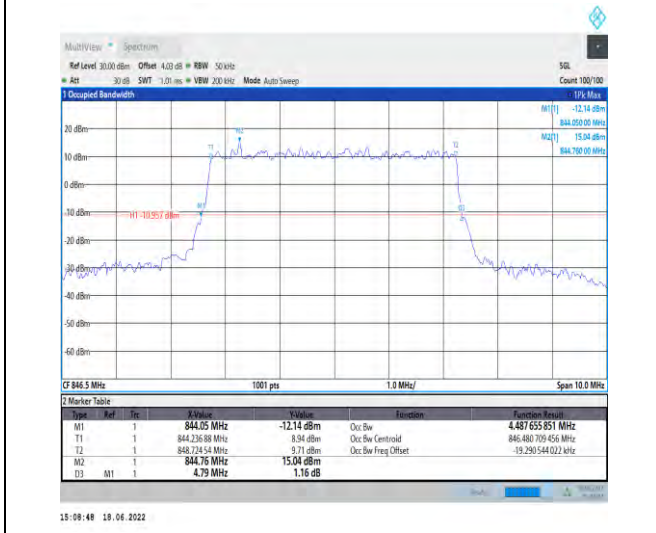 MultiView Spectrum
Ref Level 30.00 dBm Offset 4.03 dB RBW 50 kHz SGL
Att 30 dB SWT 1.01 ms VBW 200 kHz Mode Auto Sweep Count 100/100
1 Occupied Bandwidth 1Pk Max
M1[1] -12.14 dBm
844.050 00 MHz
M2[1] 15.04 dBm
844.760 00 MHz
20 dBm
M2
T1 T2
10 dBm
0 dBm
M1 D3
-10 dBm H1 -10.957 dBm
-20 dBm
-30 dBm
-40 dBm
-50 dBm
-60 dBm
CF 846.5 MHz 1001 pts 1.0 MHz/ Span 10.0 MHz
2 Marker Table
Type Ref Trc X-Value Y-Value Function Function Result
M1 1 844.05 MHz -12.14 dBm Occ Bw 4.487 655 851 MHz
T1 1 844.236 88 MHz 8.94 dBm Occ Bw Centroid 846.480 709 456 MHz
T2 1 848.724 54 MHz 9.71 dBm Occ Bw Freq Offset -19.290 544 022 kHz
M2 1 844.76 MHz 15.04 dBm
D3 M1 1 4.79 MHz 1.16 dB
15:08:48 18.06.2022